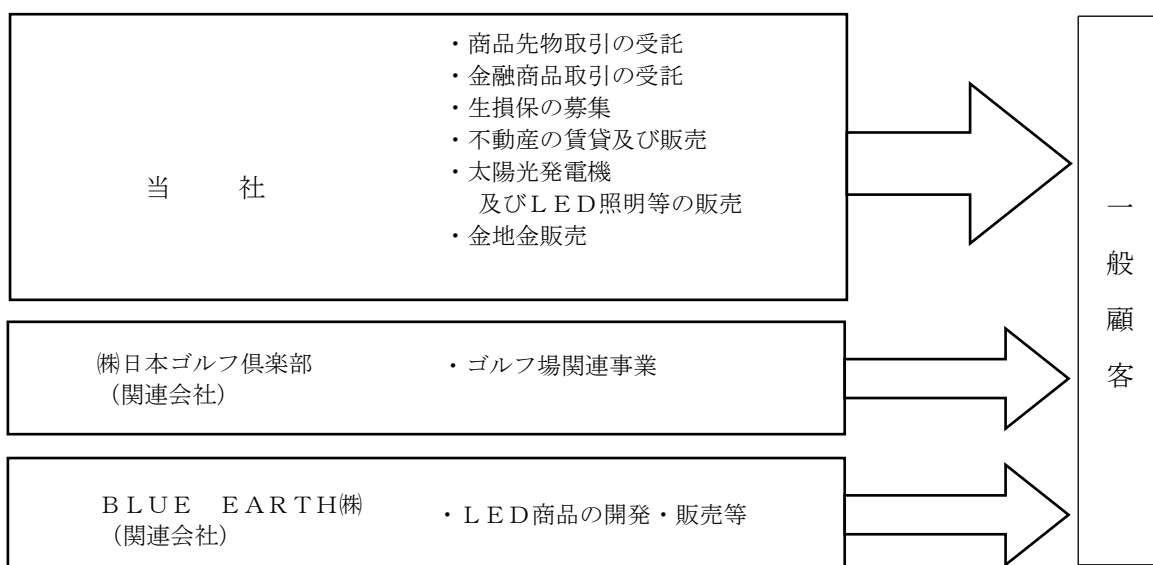 ・商品先物取引の受託
・金融商品取引の受託
・生損保の募集
・不動産の賃貸及び販売
・太陽光発電機
及びＬＥＤ照明等の販売
・金地金販売
当　　社
㈱日本ゴルフ倶楽部
（関連会社）
・ゴルフ場関連事業
ＢＬＵＥ　ＥＡＲＴＨ㈱
（関連会社）
・ＬＥＤ商品の開発・販売等
一般顧客